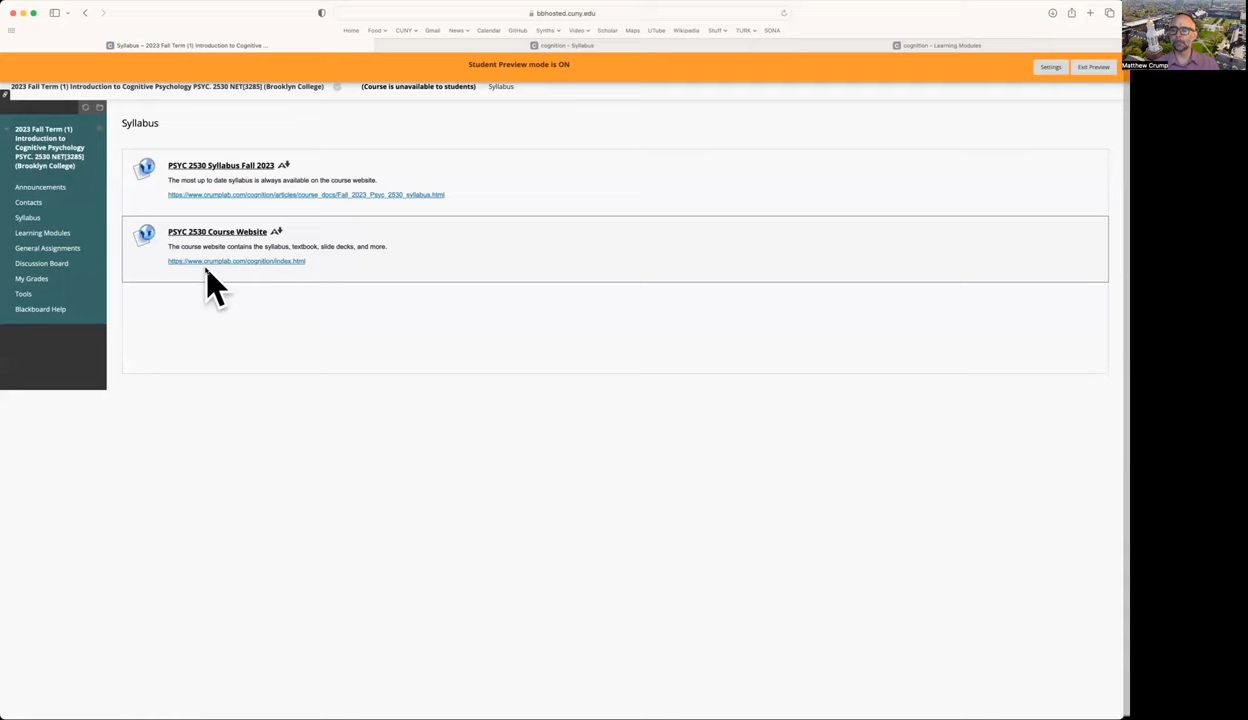 bbhosted.cuny.edu
Home Food CUNY Gmail News Calendar GitHub Synths Video Scholar Maps UTube Wikipedia Stuff TURK SONA
Syllabus – 2023 Fall Term (1) Introduction to Cognitive ...
cognition - Syllabus
cognition - Learning Modules
Matthew Crump
Student Preview mode is ON
Settings
Exit Preview
2023 Fall Term (1) Introduction to Cognitive Psychology PSYC. 2530 NET[3285] (Brooklyn College)
(Course is unavailable to students)
Syllabus
2023 Fall Term (1)
Introduction to
Cognitive Psychology
PSYC. 2530 NET[3285]
(Brooklyn College)
Announcements
Contacts
Syllabus
Learning Modules
General Assignments
Discussion Board
My Grades
Tools
Blackboard Help
Syllabus
PSYC 2530 Syllabus Fall 2023
The most up to date syllabus is always available on the course website.
https://www.crumplab.com/cognition/articles/course_docs/Fall_2023_Psyc_2530_syllabus.html
PSYC 2530 Course Website
The course website contains the syllabus, textbook, slide decks, and more.
https://www.crumplab.com/cognition/index.html